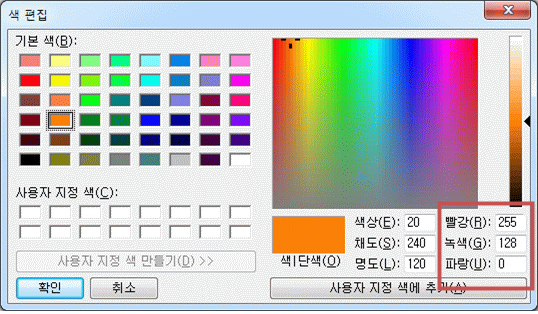 색 편집
기본 색(B):
사용자 지정 색(C):
사용자 지정 색 만들기(D) >>
확인
취소
색|단색(O)
색상(E): 20
채도(S): 240
명도(L): 120
빨강(R): 255
녹색(G): 128
파랑(U): 0
사용자 지정 색에 추가(A)